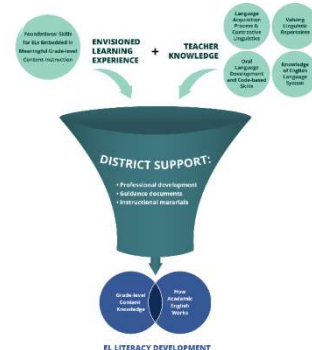 Foundational Skills
for ELs Embedded in
Meaningful Grade-level
Content Instruction
ENVISIONED
LEARNING
EXPERIENCE
+
TEACHER
KNOWLEDGE
Language
Acquisition
Process &
Contrastive
Linguistics
Valuing
Linguistic
Repertoires
Oral
Language
Development
and Code-based
Skills
Knowledge
of English
Language
System
DISTRICT SUPPORT:
• Professional development
• Guidance documents
• Instructional materials
Grade-level
Content
Knowledge
How
Academic
English
Works
EL LITERACY DEVELOPMENT